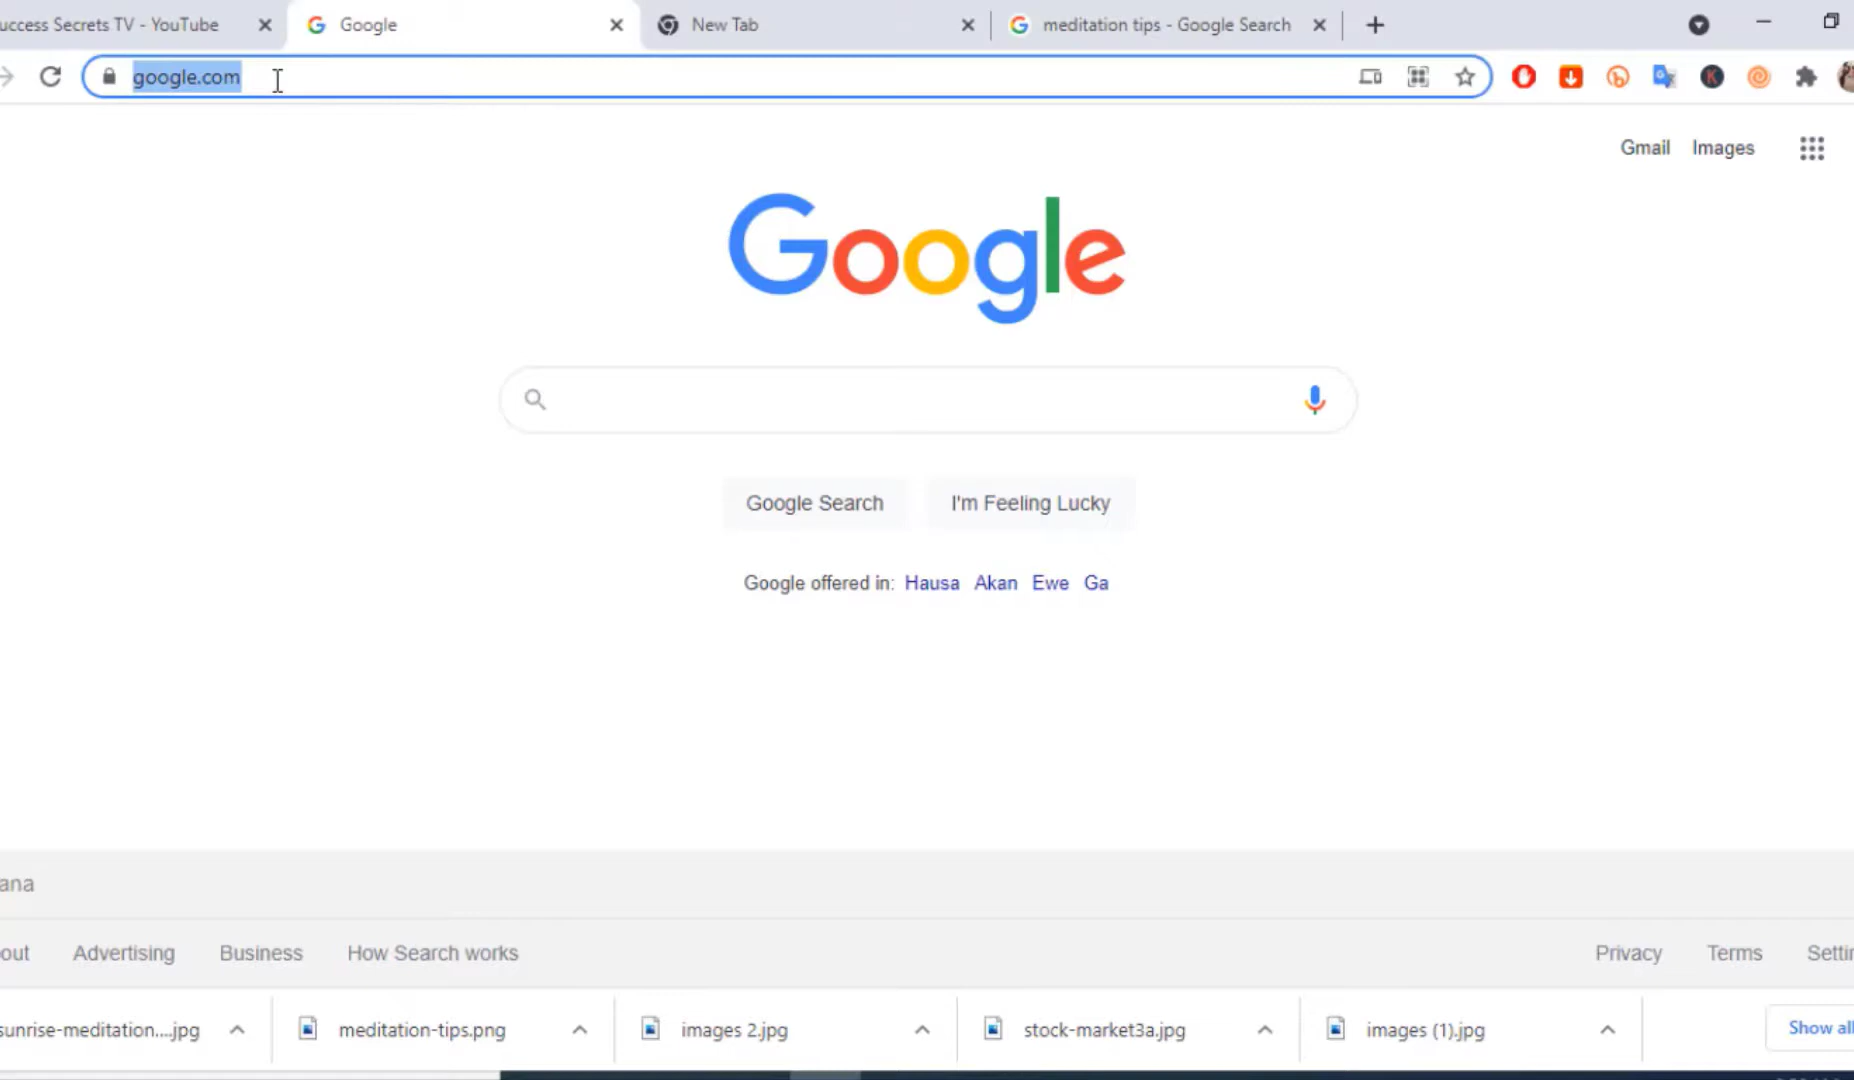 uccess Secrets TV - YouTube
Google
New Tab
meditation tips - Google Search
google.com
Gmail Images
Google
Google Search
I'm Feeling Lucky
Google offered in: Hausa Akan Ewe Ga
ana
out Advertising Business How Search works
Privacy Terms Settin
sunrise-meditation....jpg
meditation-tips.png
images 2.jpg
stock-market3a.jpg
images (1).jpg
Show all